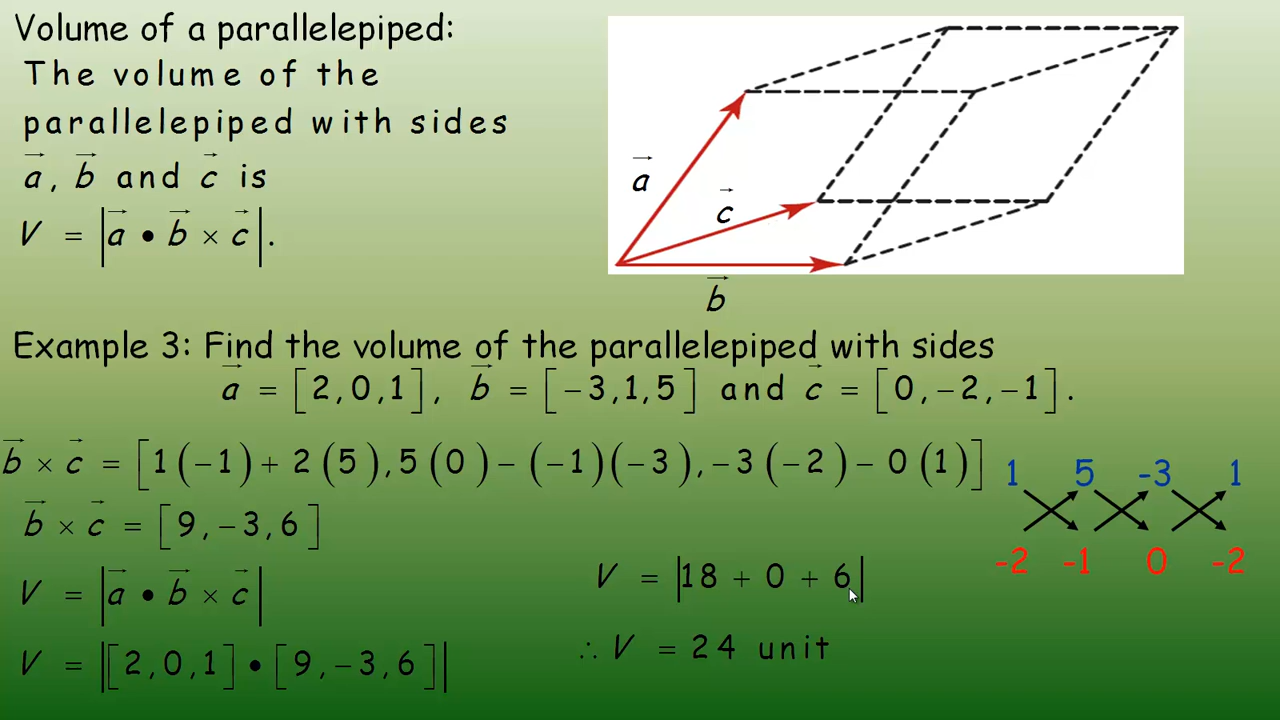 Volume of a parallelepiped:
The volume of the
parallelepiped with sides
a⃗, b⃗ and c⃗ is
V = |a⃗ • b⃗ × c⃗|.
a⃗
c⃗
b⃗
Example 3: Find the volume of the parallelepiped with sides
a⃗ = [2,0,1], b⃗ = [−3,1,5] and c⃗ = [0,−2,−1].
b⃗ × c⃗ = [1(−1)+2(5),5(0)−(−1)(−3),−3(−2)−0(1)]
1 5 -3 1
-2 -1 0 -2
b⃗ × c⃗ = [9,−3,6]
V = |a⃗ • b⃗ × c⃗|
V = |[2,0,1]•[9,−3,6]|
V = |18 + 0 + 6|
∴ V = 24 unit